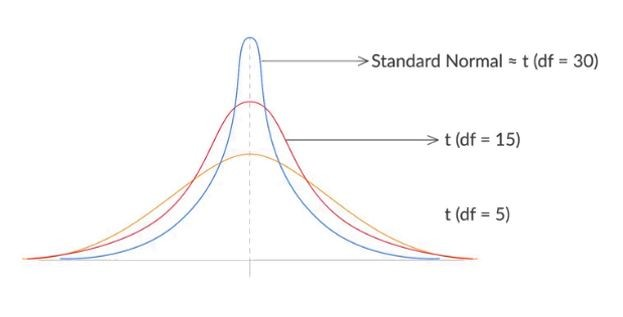 Standard Normal ≈ t (df = 30)
t (df = 15)
t (df = 5)